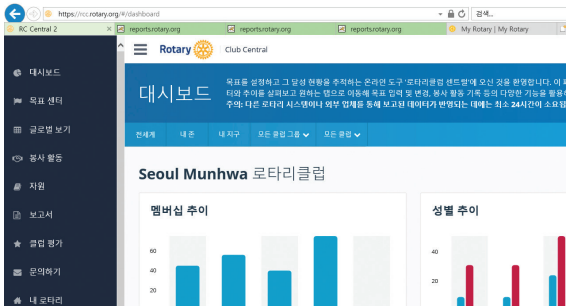 https://rcc.rotary.org/#/dashboard
검색...
RC Central 2
reports.rotary.org
reports.rotary.org
reports.rotary.org
My Rotary | My Rotary
Rotary
Club Central
대시보드
목표 센터
글로벌 보기
봉사 활동
자원
보고서
클럽 평가
문의하기
내 로타리
대시보드
목표를 설정하고 그 달성 현황을 추적하는 온라인 도구 '로타리클럽 센트럴'에 오신 것을 환영합니다. 이
터와 추이를 살펴보고 원하는 탭으로 이동해 목표 입력 및 변경, 봉사 활동 기록 등의 다양한 기능을 활용
주의: 다른 로타리 시스템이나 외부 업체를 통해 보고된 데이터가 반영되는 데에는 최소 24시간이 소요됩
전세계
내 존
내 지구
모든 클럽 그룹
모든 클럽
Seoul Munhwa 로타리클럽
멤버십 추이
60
40
20
성별 추이
40
20